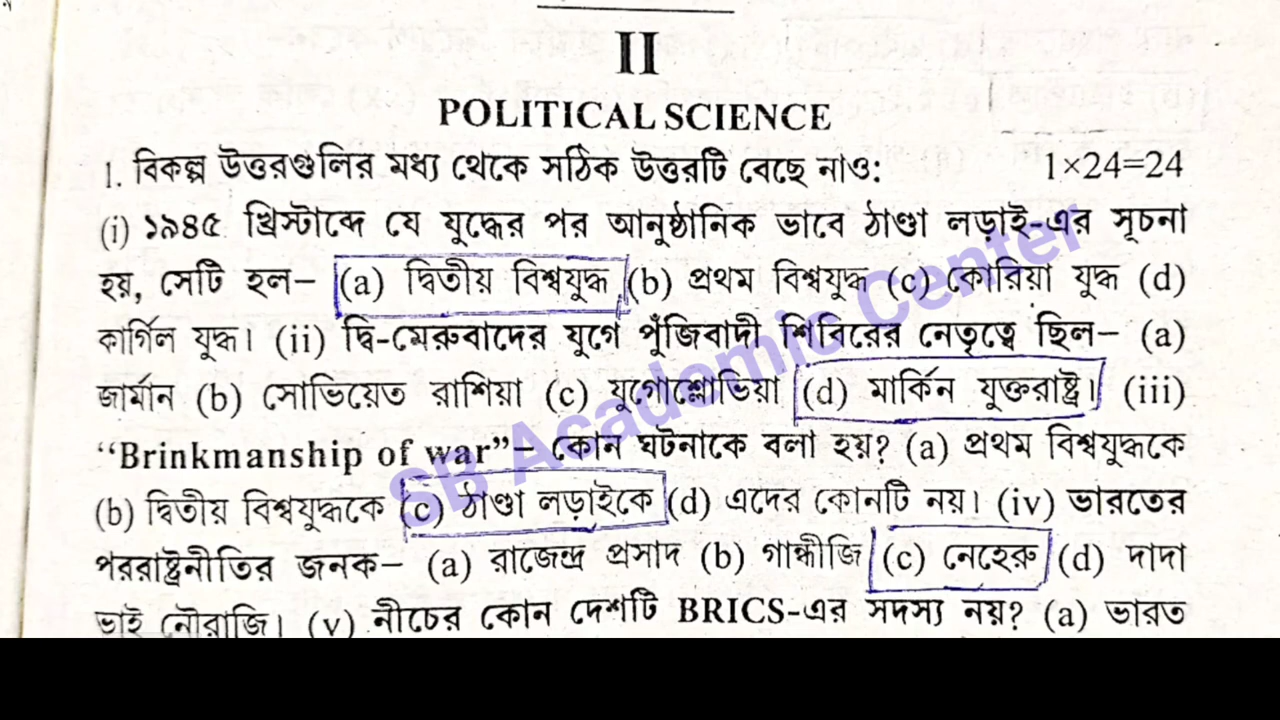 II
POLITICAL SCIENCE
1. বিকল্প উত্তরগুলির মধ্য থেকে সঠিক উত্তরটি বেছে নাও: 1×24=24
(i) ১৯৪৫ খ্রিস্টাব্দে যে যুদ্ধের পর আনুষ্ঠানিক ভাবে ঠাণ্ডা লড়াই-এর সূচনা
হয়, সেটি হল– (a) দ্বিতীয় বিশ্বযুদ্ধ (b) প্রথম বিশ্বযুদ্ধ (c) কোরিয়া যুদ্ধ (d)
কার্গিল যুদ্ধ। (ii) দ্বি-মেরুবাদের যুগে পুঁজিবাদী শিবিরের নেতৃত্বে ছিল– (a)
জার্মান (b) সোভিয়েত রাশিয়া (c) যুগোশ্লোভিয়া (d) মার্কিন যুক্তরাষ্ট্র। (iii)
“Brinkmanship of war”– কোন ঘটনাকে বলা হয়? (a) প্রথম বিশ্বযুদ্ধকে
(b) দ্বিতীয় বিশ্বযুদ্ধকে (c) ঠাণ্ডা লড়াইকে (d) এদের কোনটি নয়। (iv) ভারতের
পররাষ্ট্রনীতির জনক– (a) রাজেন্দ্র প্রসাদ (b) গান্ধীজি (c) নেহেরু (d) দাদা
ভাই নৌরাজি। (v) নীচের কোন দেশটি BRICS-এর সদস্য নয়? (a) ভারত
SB Academic Center